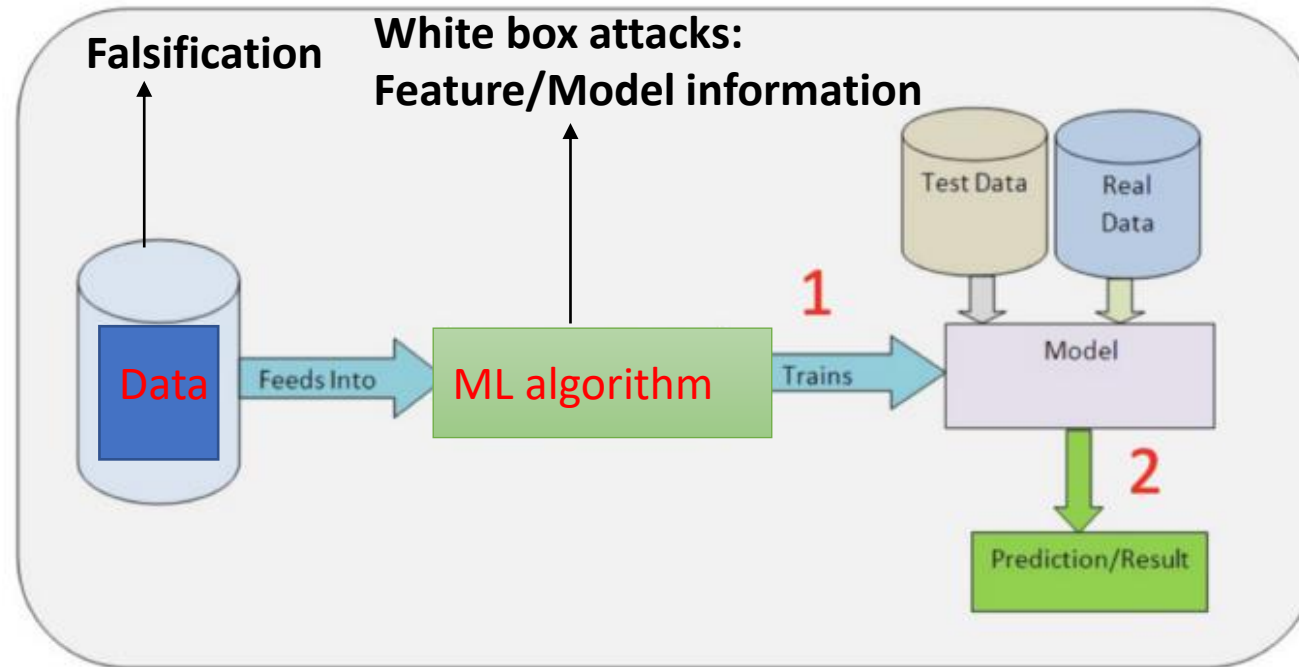 Falsification
White box attacks:
Feature/Model information
Test Data
Real
Data
Data
Feeds Into
ML algorithm
1
Trains
Model
2
Prediction/Result